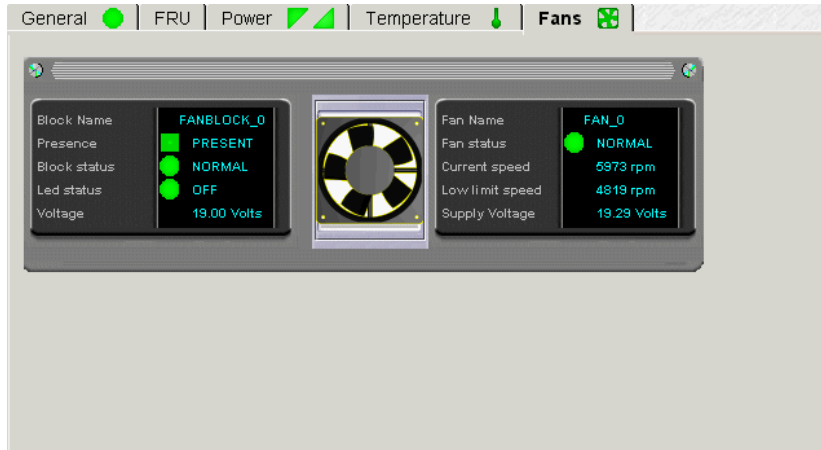 General FRU Power Temperature Fans
Block Name FANBLOCK_0
Presence PRESENT
Block status NORMAL
Led status OFF
Voltage 19.00 Volts
Fan Name FAN_0
Fan status NORMAL
Current speed 5973 rpm
Low limit speed 4819 rpm
Supply Voltage 19.29 Volts